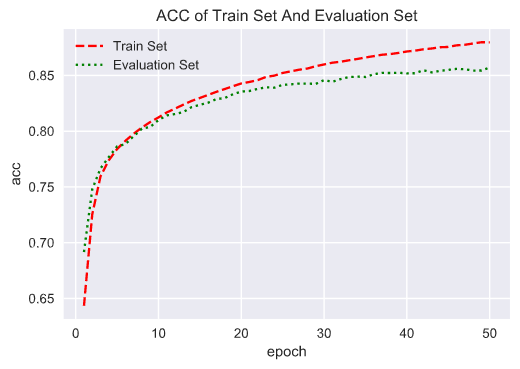 ACC of Train Set And Evaluation Set
Train Set
Evaluation Set
0.85
0.80
0.75
0.70
0.65
acc
0 10 20 30 40 50
epoch